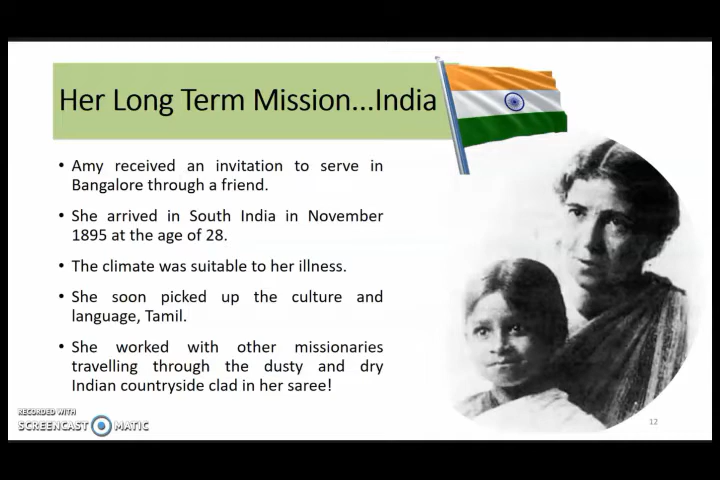 Her Long Term Mission...India
• Amy received an invitation to serve in
Bangalore through a friend.
• She arrived in South India in November
1895 at the age of 28.
• The climate was suitable to her illness.
• She soon picked up the culture and
language, Tamil.
• She worked with other missionaries
travelling through the dusty and dry
Indian countryside clad in her saree!
RECORDED WITH
SCREENCAST MATIC
12